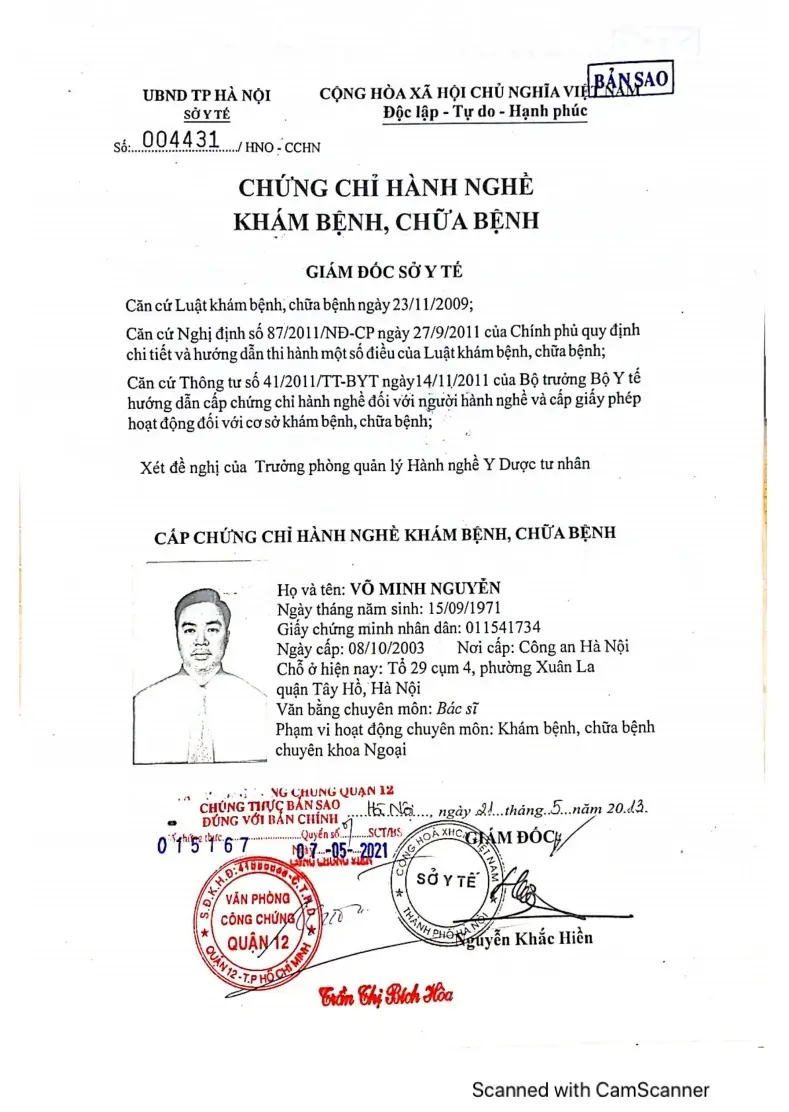 BẢN SAO
UBND TP HÀ NỘI
SỞ Y TẾ
CỘNG HÒA XÃ HỘI CHỦ NGHĨA VIỆT NAM
Độc lập - Tự do - Hạnh phúc
Số:...004431.../ HNO - CCHN
CHỨNG CHỈ HÀNH NGHỀ
KHÁM BỆNH, CHỮA BỆNH
GIÁM ĐỐC SỞ Y TẾ
Căn cứ Luật khám bệnh, chữa bệnh ngày 23/11/2009;
Căn cứ Nghị định số 87/2011/NĐ-CP ngày 27/9/2011 của Chính phủ quy định
chi tiết và hướng dẫn thi hành một số điều của Luật khám bệnh, chữa bệnh;
Căn cứ Thông tư số 41/2011/TT-BYT ngày14/11/2011 của Bộ trưởng Bộ Y tế
hướng dẫn cấp chứng chỉ hành nghề đối với người hành nghề và cấp giấy phép
hoạt động đối với cơ sở khám bệnh, chữa bệnh;
Xét đề nghị của Trưởng phòng quản lý Hành nghề Y Dược tư nhân
CẤP CHỨNG CHỈ HÀNH NGHỀ KHÁM BỆNH, CHỮA BỆNH
Họ và tên: VÕ MINH NGUYỄN
Ngày tháng năm sinh: 15/09/1971
Giấy chứng minh nhân dân: 011541734
Ngày cấp: 08/10/2003 Nơi cấp: Công an Hà Nội
Chỗ ở hiện nay: Tổ 29 cụm 4, phường Xuân La
quận Tây Hồ, Hà Nội
Văn bằng chuyên môn: Bác sĩ
Phạm vi hoạt động chuyên môn: Khám bệnh, chữa bệnh
chuyên khoa Ngoại
NG CHỨNG QUẬN 12
CHỨNG THỰC BẢN SAO
ĐÚNG VỚI BẢN CHÍNH
Hà Nội..., ngày 21...tháng..5...năm 20.13.
Quyển số SCT/BS
015167
07-05-2021
GIÁM ĐỐC
CỘNG HOÀ XHCN VIỆT NAM
SỞ Y TẾ
THÀNH PHỐ HÀ NỘI
VĂN PHÒNG
CÔNG CHỨNG
QUẬN 12
QUẬN 12 - T.P HỒ CHÍ MINH
Nguyễn Khắc Hiền
Trần Thị Bích Hòa
Scanned with CamScanner